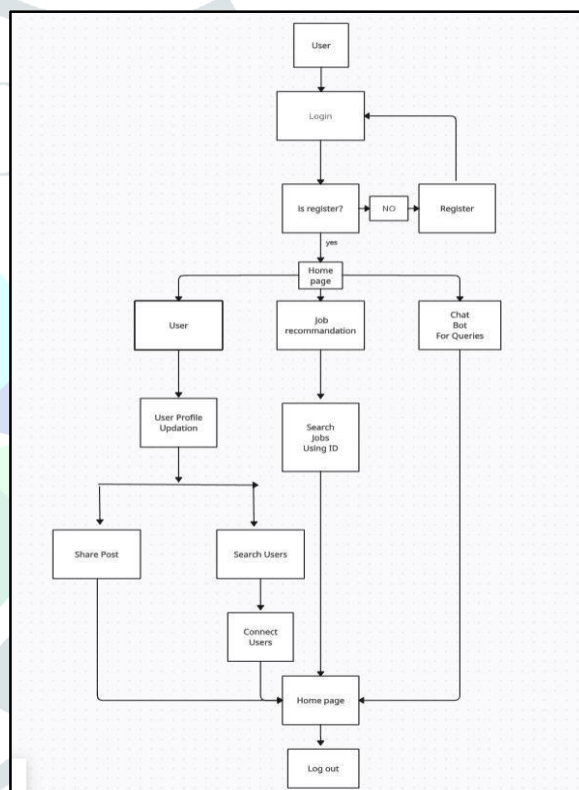 User
Login
Is register?
NO
Register
yes
Home
page
User
Job
recommandation
Chat
Bot
For Queries
User Profile
Updation
Search
Jobs
Using ID
Share Post
Search Users
Connect
Users
Home page
Log out